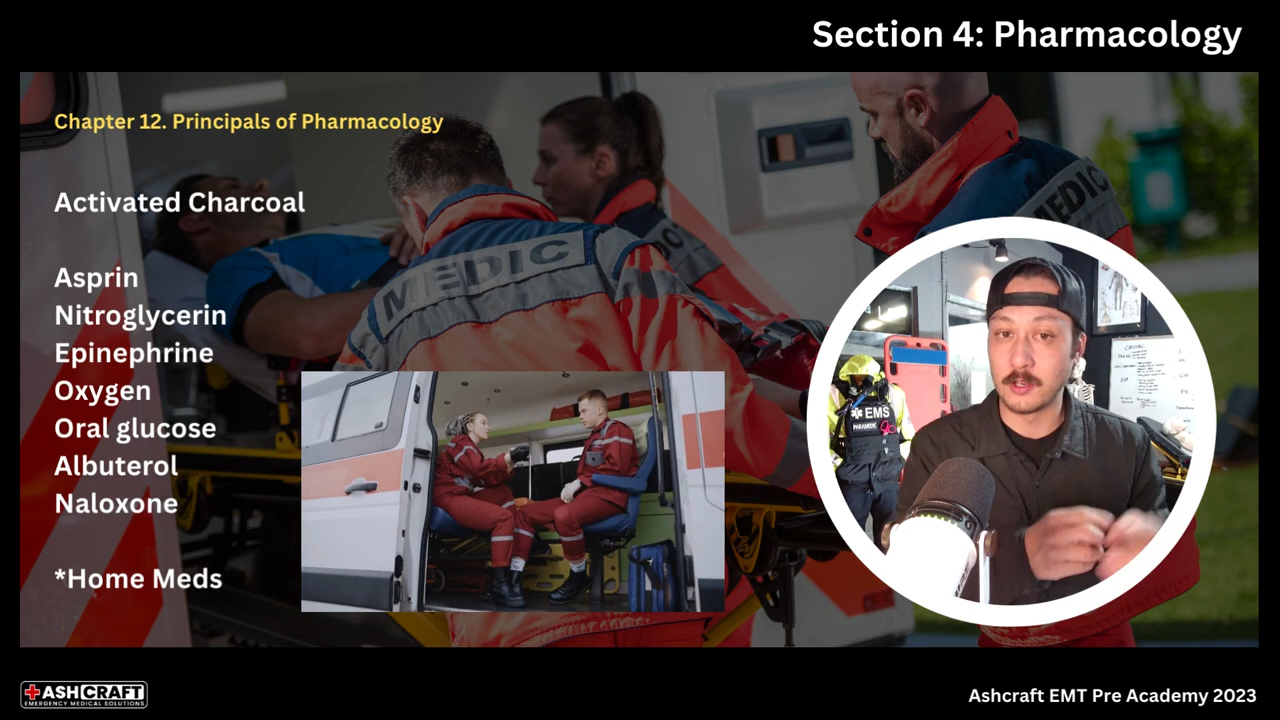 Section 4: Pharmacology
Chapter 12. Principals of Pharmacology
Activated Charcoal
Asprin
Nitroglycerin
Epinephrine
Oxygen
Oral glucose
Albuterol
Naloxone
*Home Meds
MEDIC
MEDIC
EMS
PARAMEDIC
ASHCRAFT
EMERGENCY MEDICAL SOLUTIONS
Ashcraft EMT Pre Academy 2023